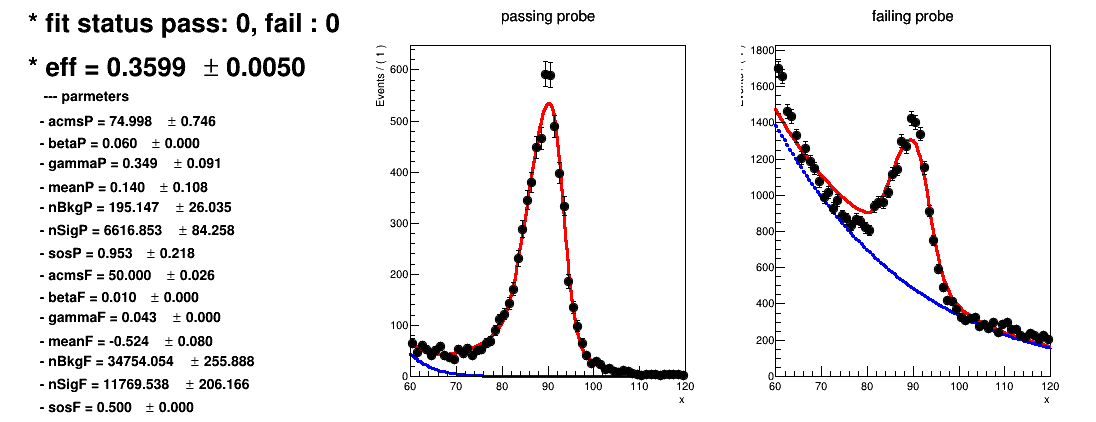 * fit status pass: 0, fail : 0
* eff = 0.3599 ± 0.0050
--- parmeters
- acmsP = 74.998 ± 0.746
- betaP = 0.060 ± 0.000
- gammaP = 0.349 ± 0.091
- meanP = 0.140 ± 0.108
- nBkgP = 195.147 ± 26.035
- nSigP = 6616.853 ± 84.258
- sosP = 0.953 ± 0.218
- acmsF = 50.000 ± 0.026
- betaF = 0.010 ± 0.000
- gammaF = 0.043 ± 0.000
- meanF = -0.524 ± 0.080
- nBkgF = 34754.054 ± 255.888
- nSigF = 11769.538 ± 206.166
- sosF = 0.500 ± 0.000
passing probe
Events / ( 1 )
600
500
400
300
200
100
0
60 70 80 90 100 110 120
x
failing probe
Events / ( 1 )
1800
1600
1400
1200
1000
800
600
400
200
0
60 70 80 90 100 110 120
x